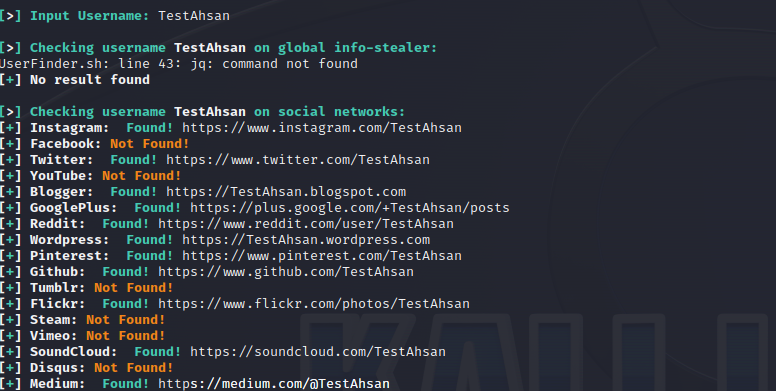 [>] Input Username: TestAhsan
[>] Checking username TestAhsan on global info-stealer:
UserFinder.sh: line 43: jq: command not found
[+] No result found
[>] Checking username TestAhsan on social networks:
[+] Instagram:  Found! https://www.instagram.com/TestAhsan
[+] Facebook: Not Found!
[+] Twitter:  Found! https://www.twitter.com/TestAhsan
[+] YouTube: Not Found!
[+] Blogger:  Found! https://TestAhsan.blogspot.com
[+] GooglePlus:  Found! https://plus.google.com/+TestAhsan/posts
[+] Reddit:  Found! https://www.reddit.com/user/TestAhsan
[+] Wordpress:  Found! https://TestAhsan.wordpress.com
[+] Pinterest:  Found! https://www.pinterest.com/TestAhsan
[+] Github:  Found! https://www.github.com/TestAhsan
[+] Tumblr: Not Found!
[+] Flickr:  Found! https://www.flickr.com/photos/TestAhsan
[+] Steam: Not Found!
[+] Vimeo: Not Found!
[+] SoundCloud:  Found! https://soundcloud.com/TestAhsan
[+] Disqus: Not Found!
[+] Medium:  Found! https://medium.com/@TestAhsan